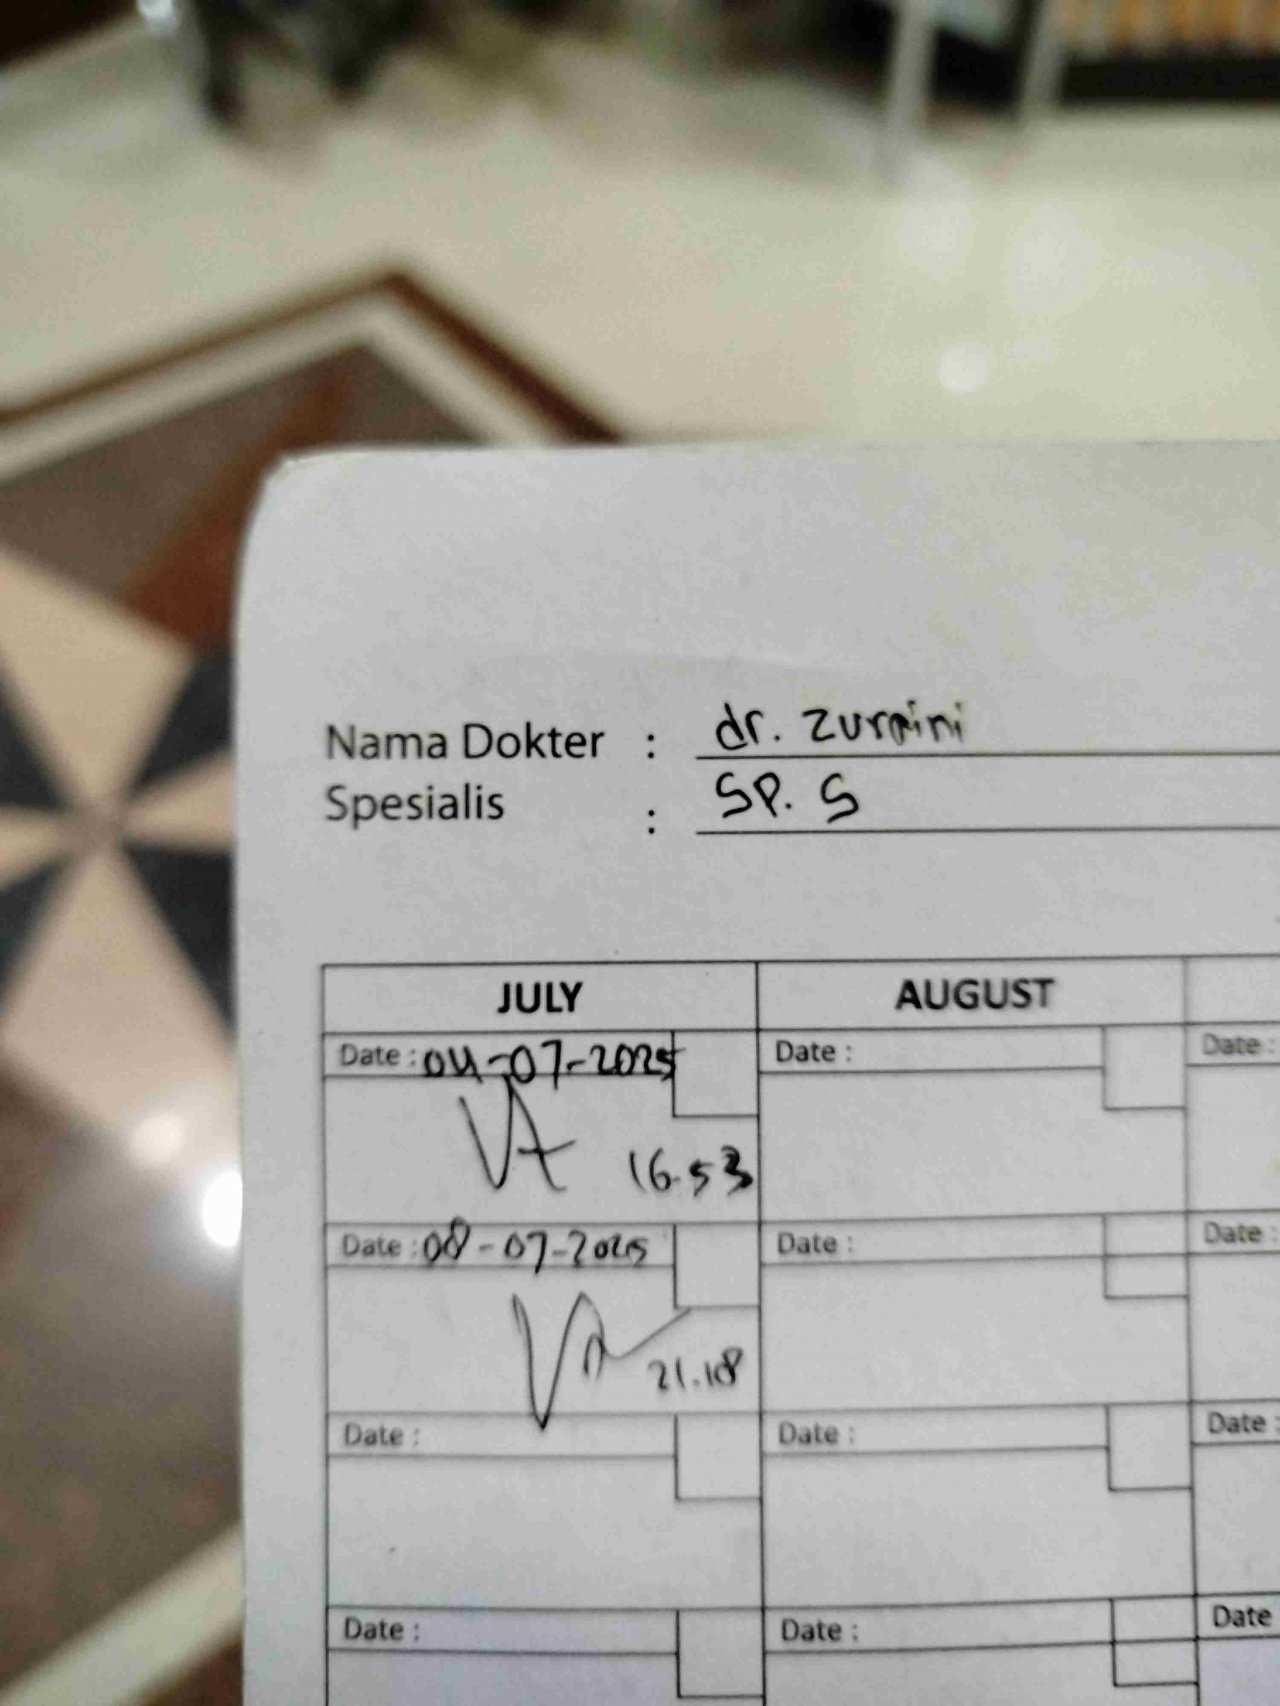 Nama Dokter : dr. Zuraini
Spesialis : SP. S
JULY AUGUST
Date : 04-07-2025 Date : Date :
16.53
Date : 08-07-2025 Date : Date :
21.18
Date : Date : Date :
Date : Date : Date